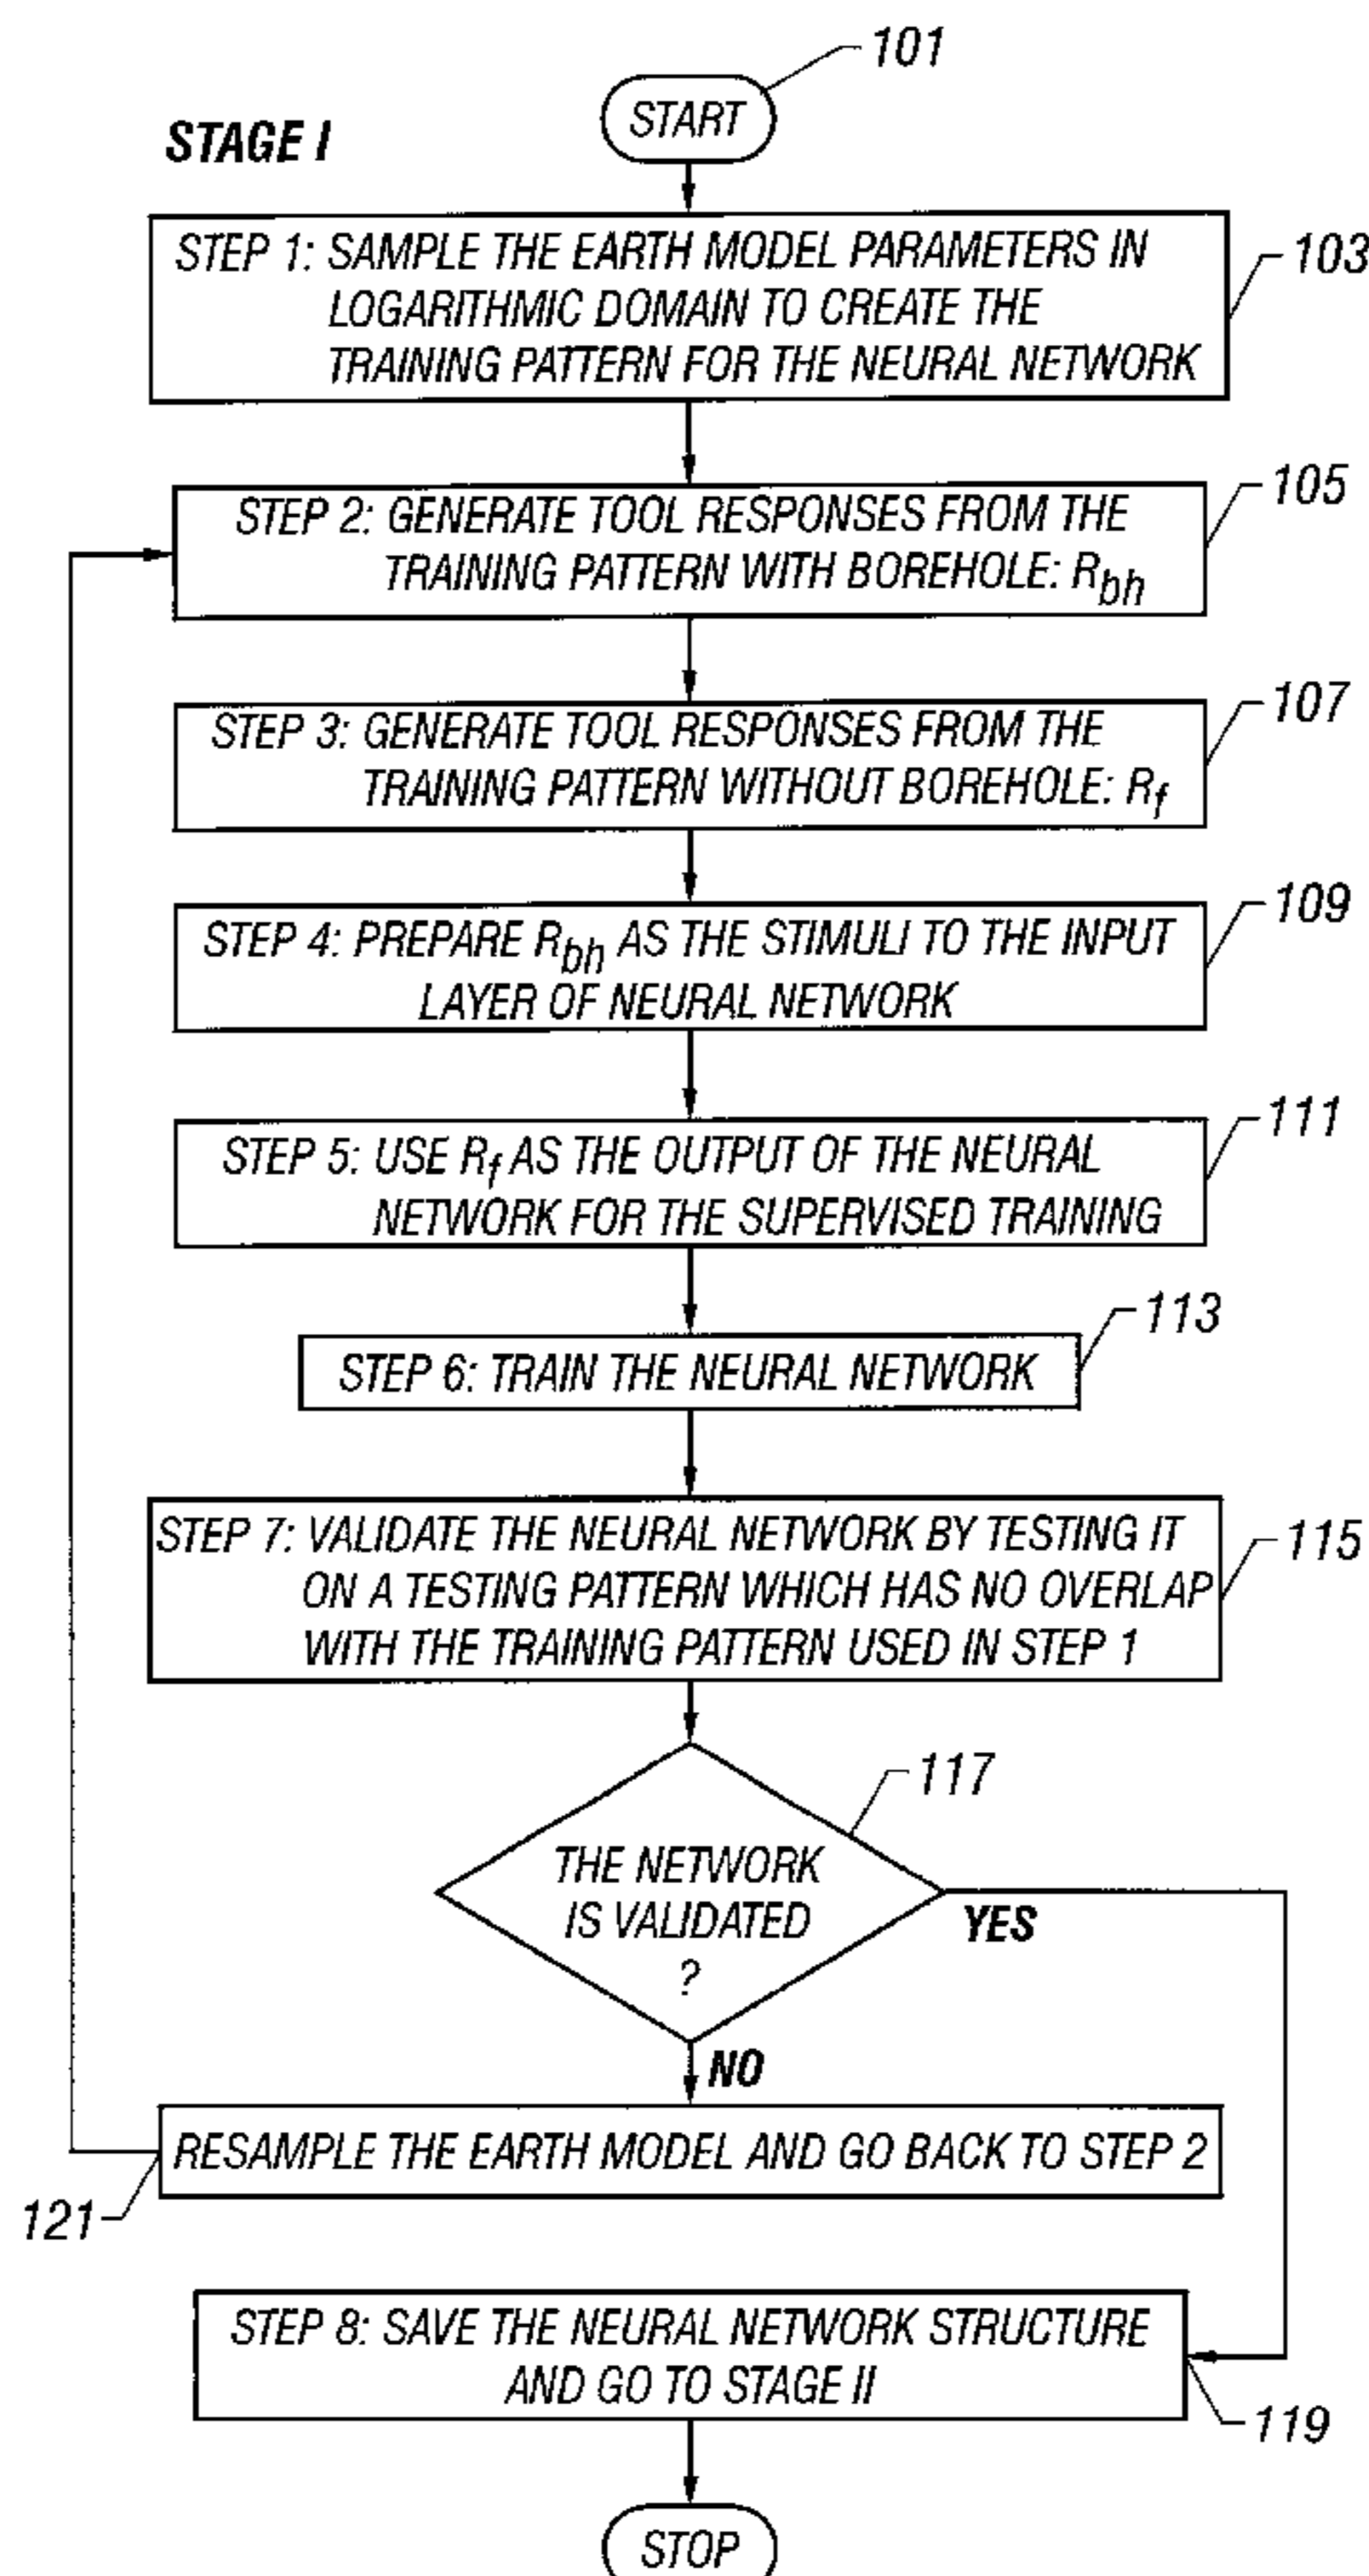 101
START
STAGE I
STEP 1: SAMPLE THE EARTH MODEL PARAMETERS IN
LOGARITHMIC DOMAIN TO CREATE THE
TRAINING PATTERN FOR THE NEURAL NETWORK
103
STEP 2: GENERATE TOOL RESPONSES FROM THE
TRAINING PATTERN WITH BOREHOLE: Rbh
105
STEP 3: GENERATE TOOL RESPONSES FROM THE
TRAINING PATTERN WITHOUT BOREHOLE: Rf
107
STEP 4: PREPARE Rbh AS THE STIMULI TO THE INPUT
LAYER OF NEURAL NETWORK
109
STEP 5: USE Rf AS THE OUTPUT OF THE NEURAL
NETWORK FOR THE SUPERVISED TRAINING
111
STEP 6: TRAIN THE NEURAL NETWORK
113
STEP 7: VALIDATE THE NEURAL NETWORK BY TESTING IT
ON A TESTING PATTERN WHICH HAS NO OVERLAP
WITH THE TRAINING PATTERN USED IN STEP 1
115
THE NETWORK
IS VALIDATED
?
117
YES
NO
RESAMPLE THE EARTH MODEL AND GO BACK TO STEP 2
121
STEP 8: SAVE THE NEURAL NETWORK STRUCTURE
AND GO TO STAGE II
119
STOP